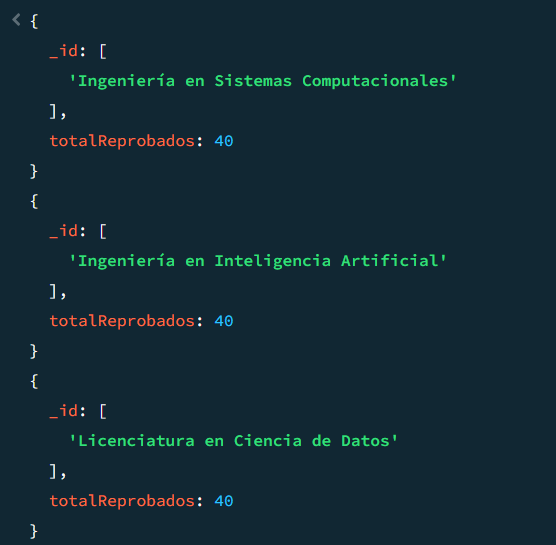 {
_id: [
'Ingeniería en Sistemas Computacionales'
],
totalReprobados: 40
}
{
_id: [
'Ingeniería en Inteligencia Artificial'
],
totalReprobados: 40
}
{
_id: [
'Licenciatura en Ciencia de Datos'
],
totalReprobados: 40
}